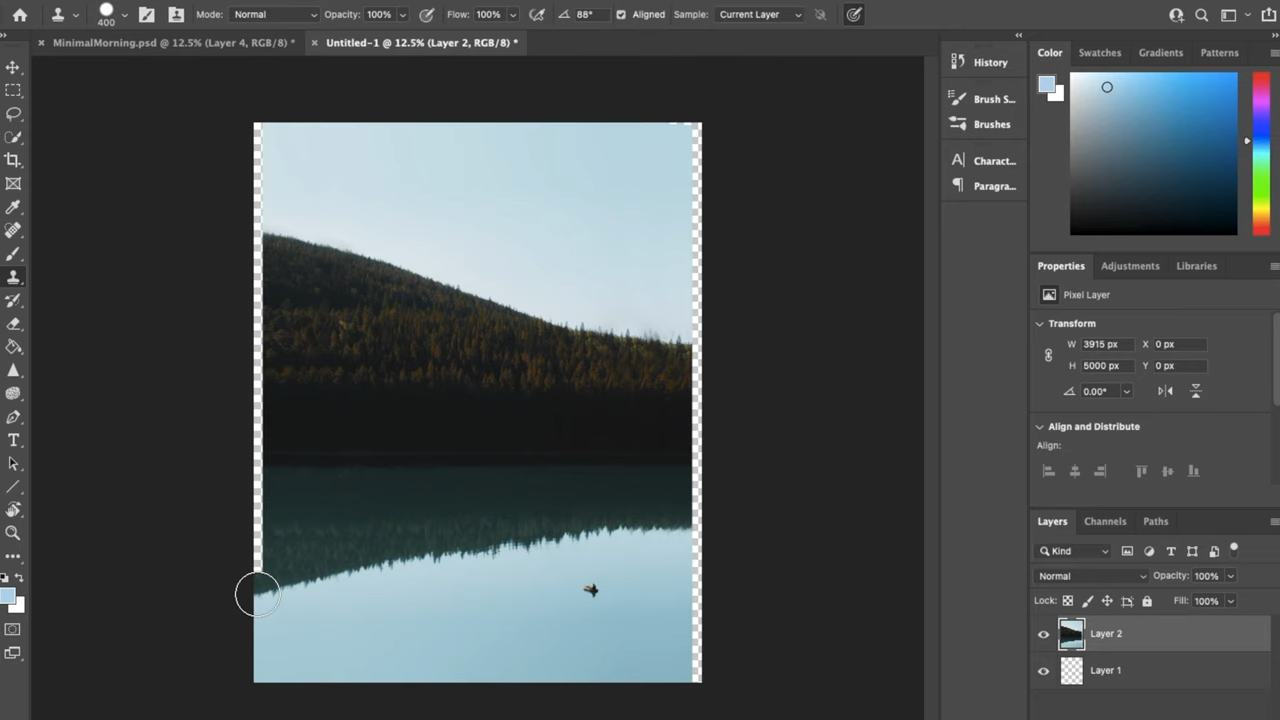 400
Mode: Normal
Opacity: 100%
Flow: 100%
88°
Aligned
Sample: Current Layer
MinimalMorning.psd @ 12.5% (Layer 4, RGB/8) *
Untitled-1 @ 12.5% (Layer 2, RGB/8) *
History
Brush S...
Brushes
Charact...
Paragra...
Color
Swatches
Gradients
Patterns
Properties
Adjustments
Libraries
Pixel Layer
Transform
W 3915 px
X 0 px
H 5000 px
Y 0 px
0.00°
Align and Distribute
Align:
Layers
Channels
Paths
Kind
Normal
Opacity: 100%
Lock:
Fill: 100%
Layer 2
Layer 1